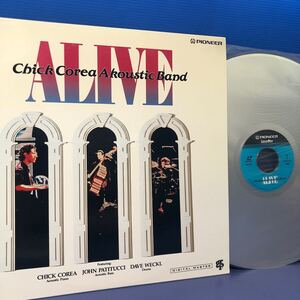 PIONEER
ALIVE
Chick Corea Akoustic Band
Featuring:
CHICK COREA
Acoustic Piano
JOHN PATITUCCI
Acoustic Bass
DAVE WECKL
Drums
DIGITAL MASTER
GRP
PIONEER
LaserDisc
ALIVE